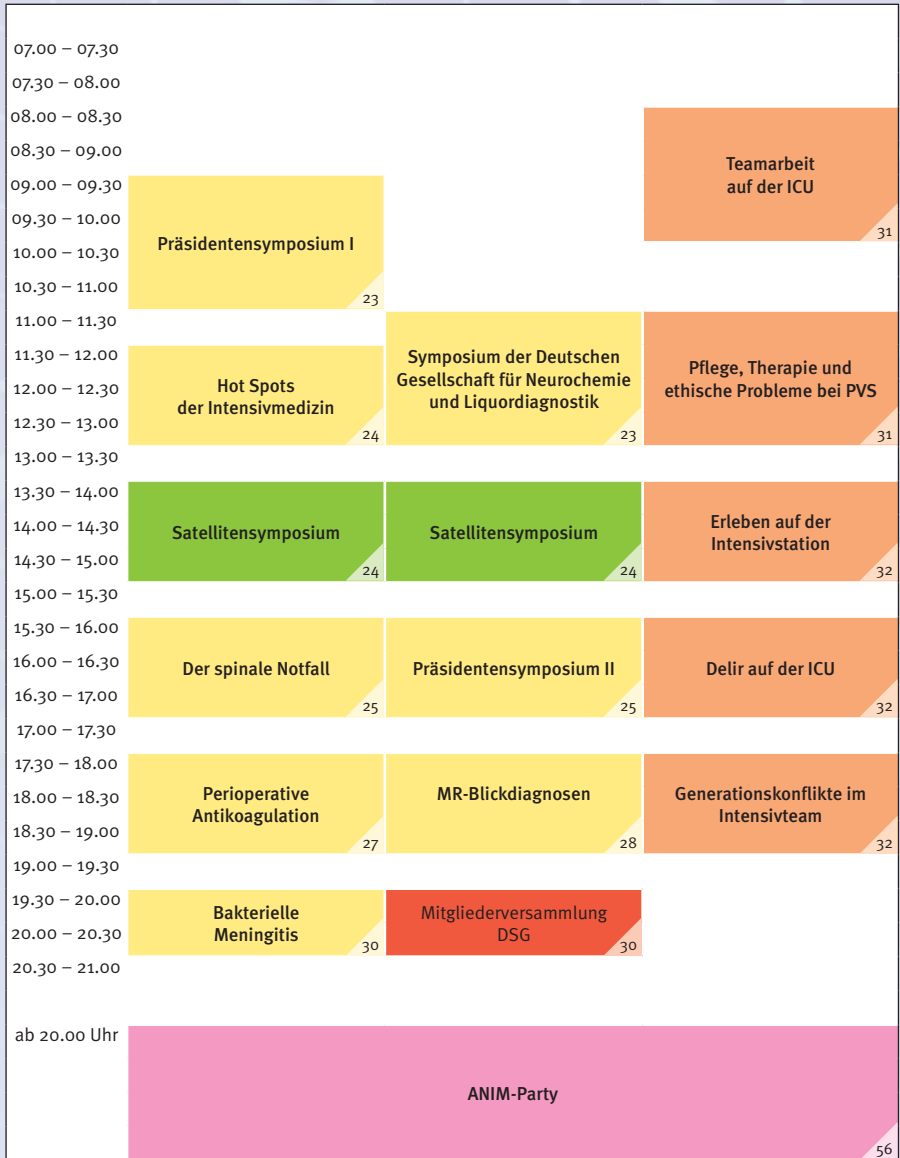 07.00 – 07.30
07.30 – 08.00
08.00 – 08.30
08.30 – 09.00
09.00 – 09.30
09.30 – 10.00
10.00 – 10.30
10.30 – 11.00
11.00 – 11.30
11.30 – 12.00
12.00 – 12.30
12.30 – 13.00
13.00 – 13.30
13.30 – 14.00
14.00 – 14.30
14.30 – 15.00
15.00 – 15.30
15.30 – 16.00
16.00 – 16.30
16.30 – 17.00
17.00 – 17.30
17.30 – 18.00
18.00 – 18.30
18.30 – 19.00
19.00 – 19.30
19.30 – 20.00
20.00 – 20.30
20.30 – 21.00
ab 20.00 Uhr
Teamarbeit
auf der ICU
31
Präsidentensymposium I
23
Hot Spots
der Intensivmedizin
24
Symposium der Deutschen
Gesellschaft für Neurochemie
und Liquordiagnostik
23
Pflege, Therapie und
ethische Probleme bei PVS
31
Satellitensymposium
24
Satellitensymposium
24
Erleben auf der
Intensivstation
32
Der spinale Notfall
25
Präsidentensymposium II
25
Delir auf der ICU
32
Perioperative
Antikoagulation
27
MR-Blickdiagnosen
28
Generationskonflikte im
Intensivteam
32
Bakterielle
Meningitis
30
Mitgliederversammlung
DSG
30
ANIM-Party
56